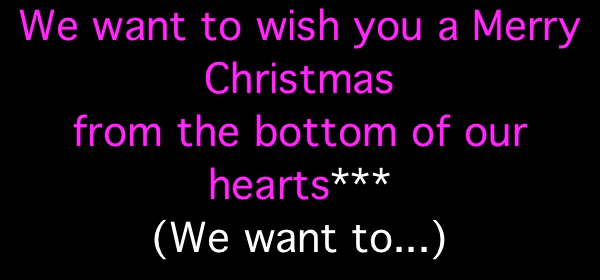 We want to wish you a Merry
Christmas
from the bottom of our
hearts***
(We want to...)